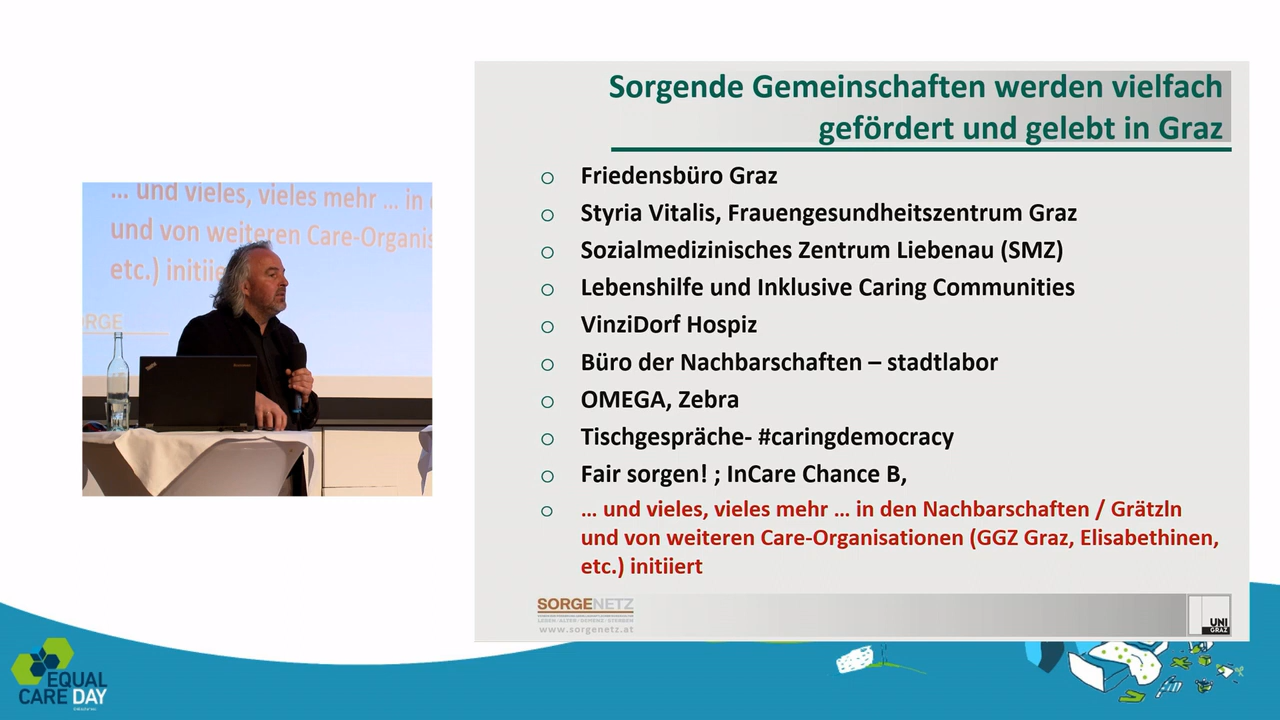 Sorgende Gemeinschaften werden vielfach
gefördert und gelebt in Graz
Friedensbüro Graz
Styria Vitalis, Frauengesundheitszentrum Graz
Sozialmedizinisches Zentrum Liebenau (SMZ)
Lebenshilfe und Inklusive Caring Communities
VinziDorf Hospiz
Büro der Nachbarschaften – stadtlabor
OMEGA, Zebra
Tischgespräche- #caringdemocracy
Fair sorgen! ; InCare Chance B,
… und vieles, vieles mehr … in den Nachbarschaften / Grätzln
und von weiteren Care-Organisationen (GGZ Graz, Elisabethinen,
etc.) initiiert
SORGENETZ
www.sorgenetz.at
UNI
GRAZ
… und vieles, vieles mehr … in
und von weiteren Care-Organis
etc.) initiie
ORGE
EQUAL
CARE DAY